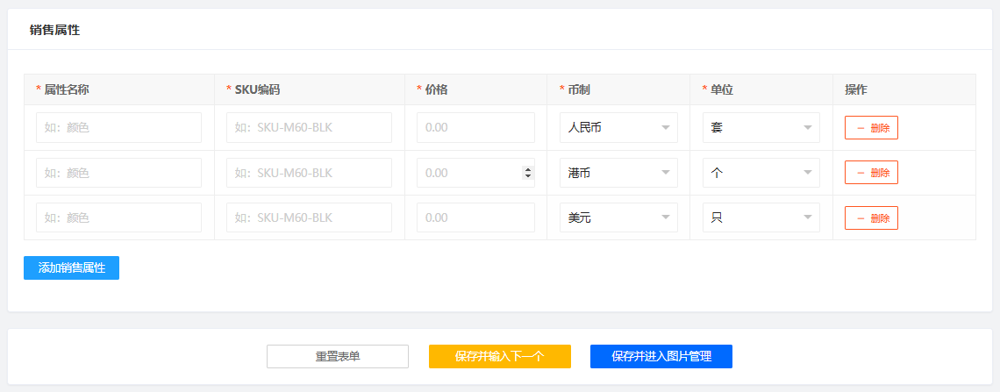 销售属性
* 属性名称 * SKU编码 * 价格 * 币制 * 单位 操作
如：颜色 如：SKU-M60-BLK 0.00 人民币 套 － 删除
如：颜色 如：SKU-M60-BLK 0.00 港币 个 － 删除
如：颜色 如：SKU-M60-BLK 0.00 美元 只 － 删除
添加销售属性
重置表单 保存并输入下一个 保存并进入图片管理